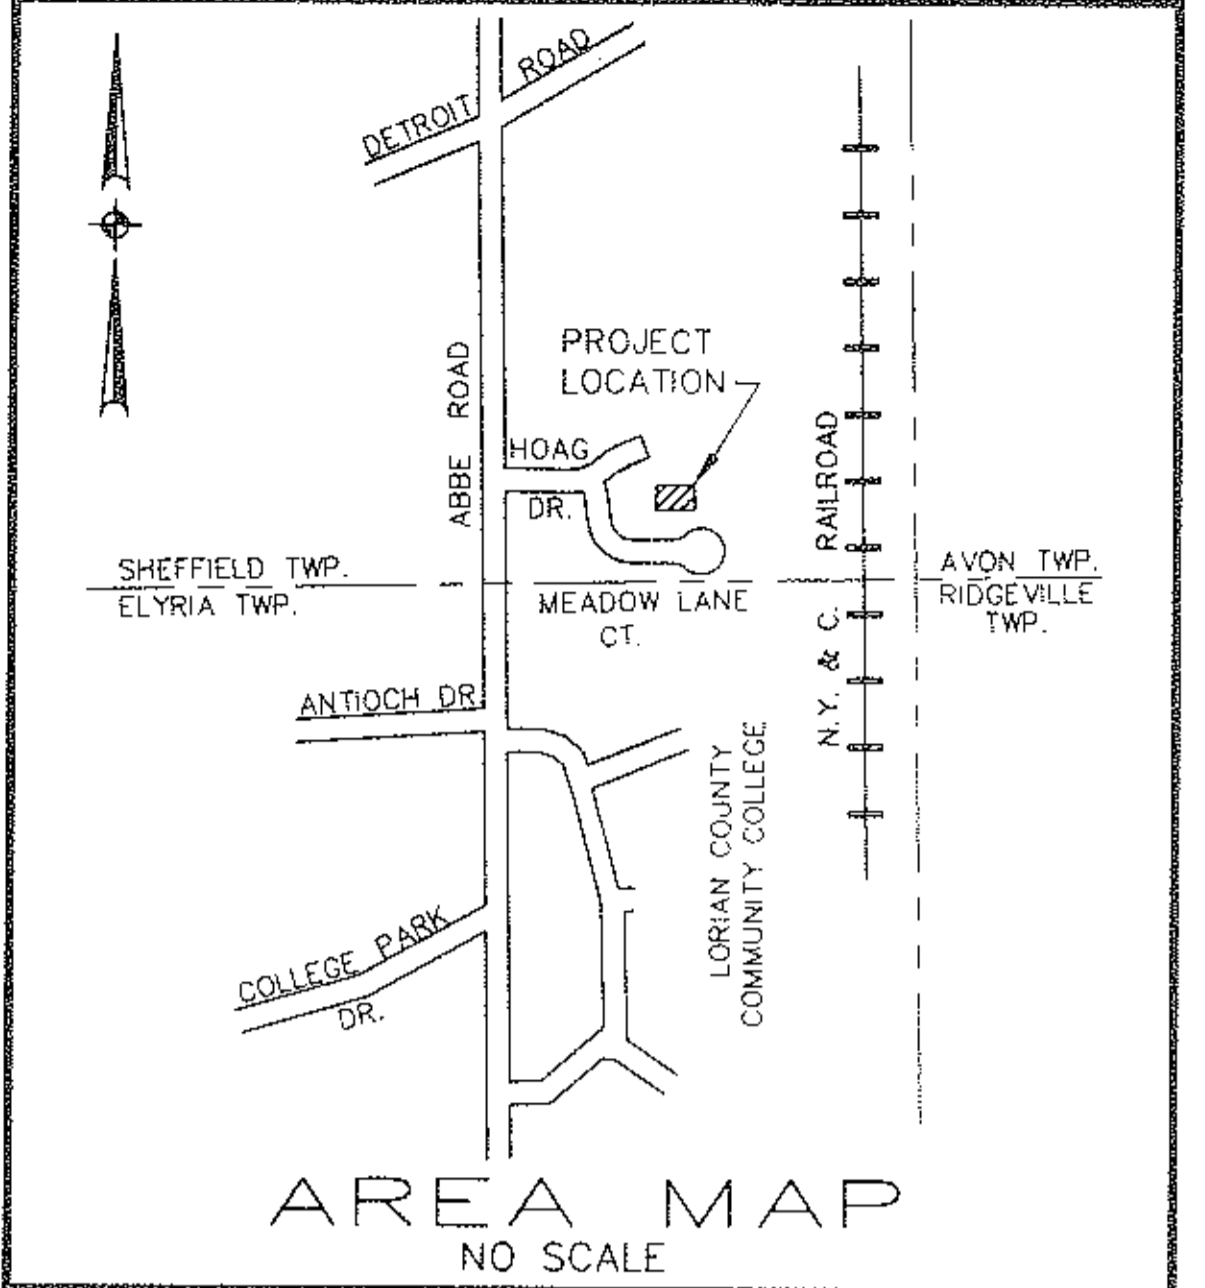 DETROIT ROAD
PROJECT
LOCATION
ABBE ROAD
HOAG
DR.
N.Y. & C. RAILROAD
SHEFFIELD TWP.
ELYRIA TWP.
AVON TWP.
RIDGEVILLE
TWP.
MEADOW LANE
CT.
ANTIOCH DR
LORIAN COUNTY
COMMUNITY COLLEGE
COLLEGE PARK
DR.
AREA MAP
NO SCALE